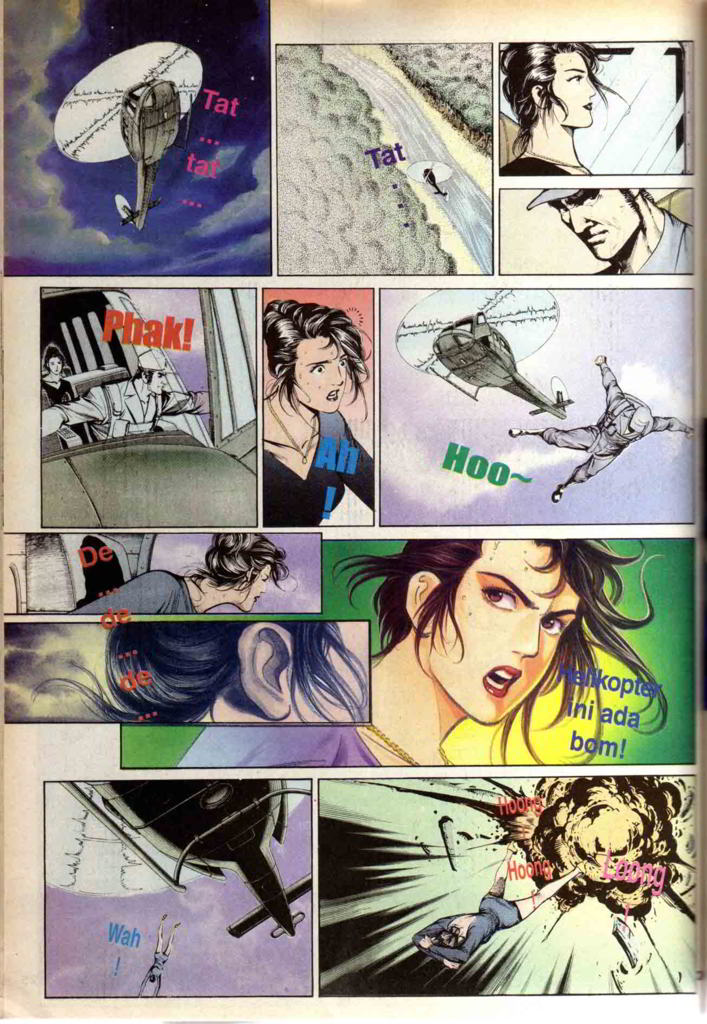 Tat
...
tat
...
Tat
...
Phak!
Ah
!
Hoo~
De
...
de
...
de
...
Helikopter
ini ada
bom!
Wah
!
Hoong
Hoong
!
Loong
!